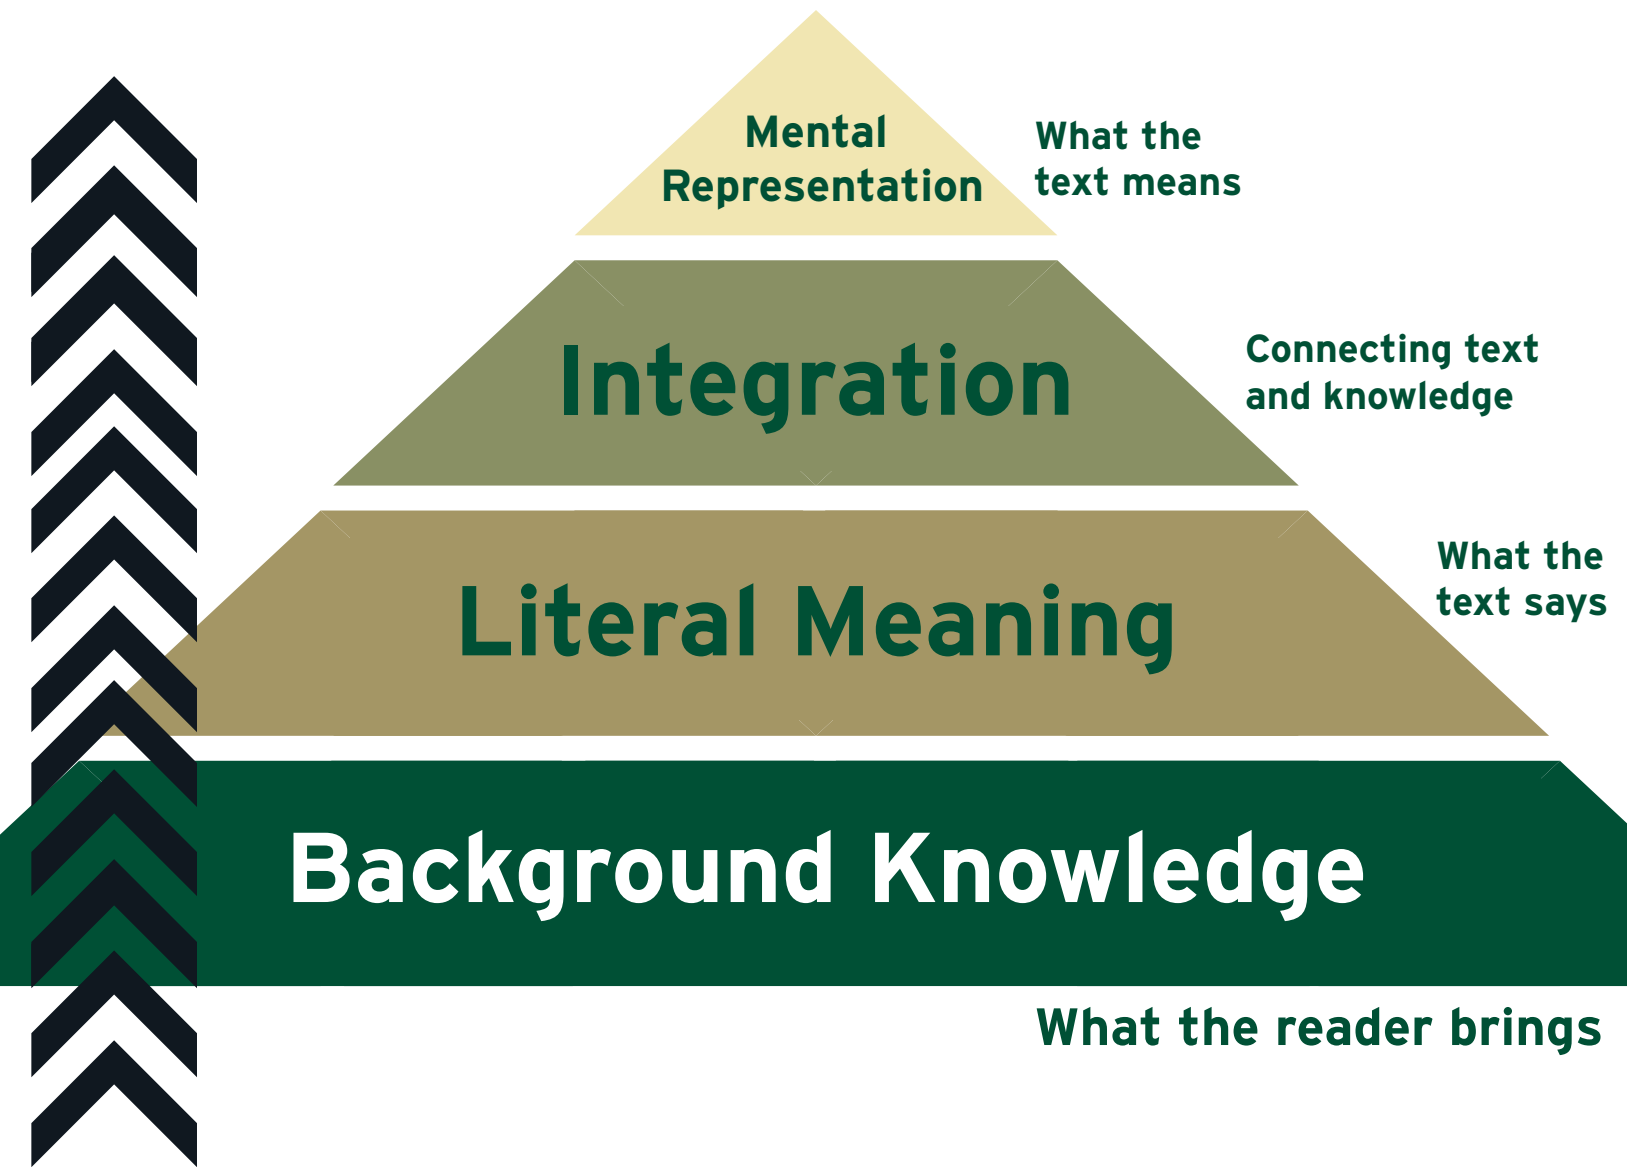 Mental
Representation
What the
text means
Integration
Connecting text
and knowledge
Literal Meaning
What the
text says
Background Knowledge
What the reader brings